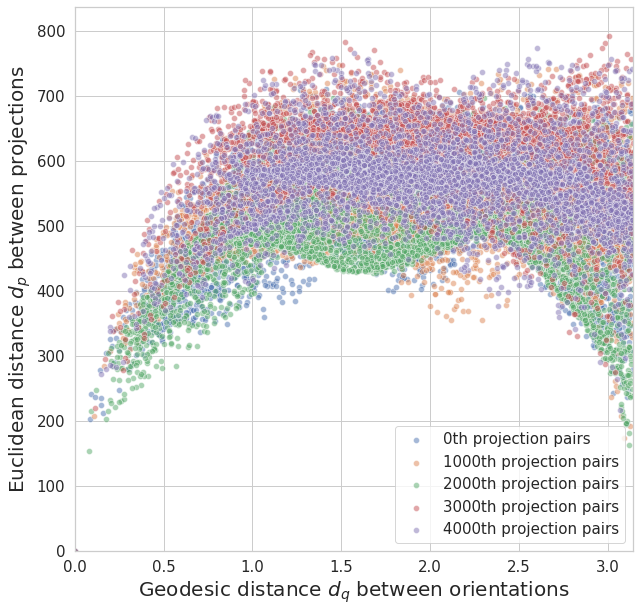 Euclidean distance d_p between projections
800
700
600
500
400
300
200
100
0
0.0 0.5 1.0 1.5 2.0 2.5 3.0
Geodesic distance d_q between orientations
0th projection pairs
1000th projection pairs
2000th projection pairs
3000th projection pairs
4000th projection pairs